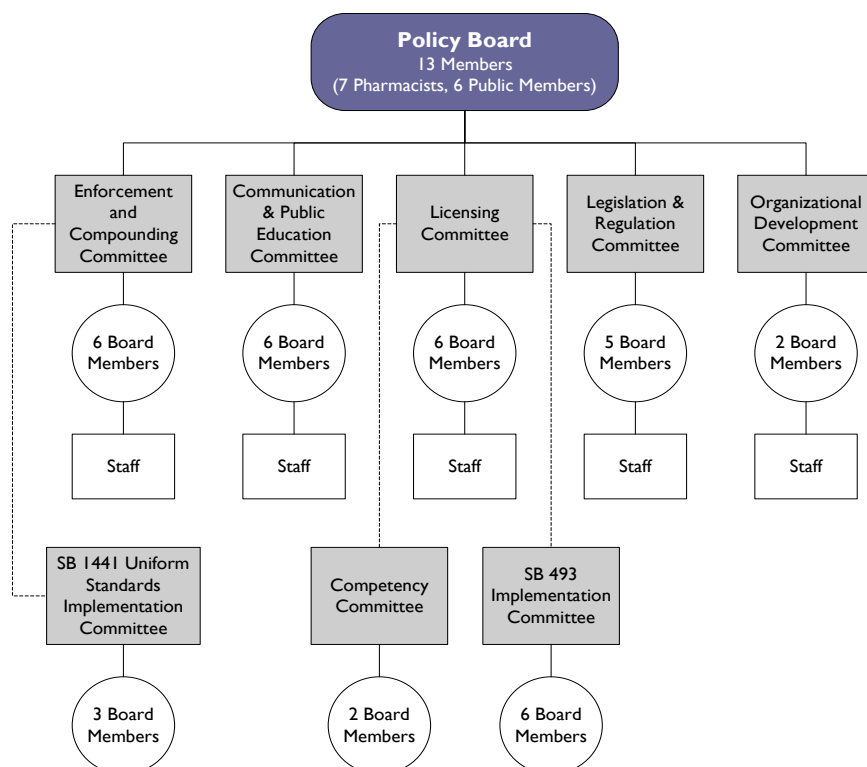 Policy Board
13 Members
(7 Pharmacists, 6 Public Members)
Enforcement
and
Compounding
Committee
Communication
& Public
Education
Committee
Licensing
Committee
Legislation &
Regulation
Committee
Organizational
Development
Committee
6 Board
Members
6 Board
Members
6 Board
Members
5 Board
Members
2 Board
Members
Staff
Staff
Staff
Staff
Staff
SB 1441 Uniform
Standards
Implementation
Committee
Competency
Committee
SB 493
Implementation
Committee
3 Board
Members
2 Board
Members
6 Board
Members